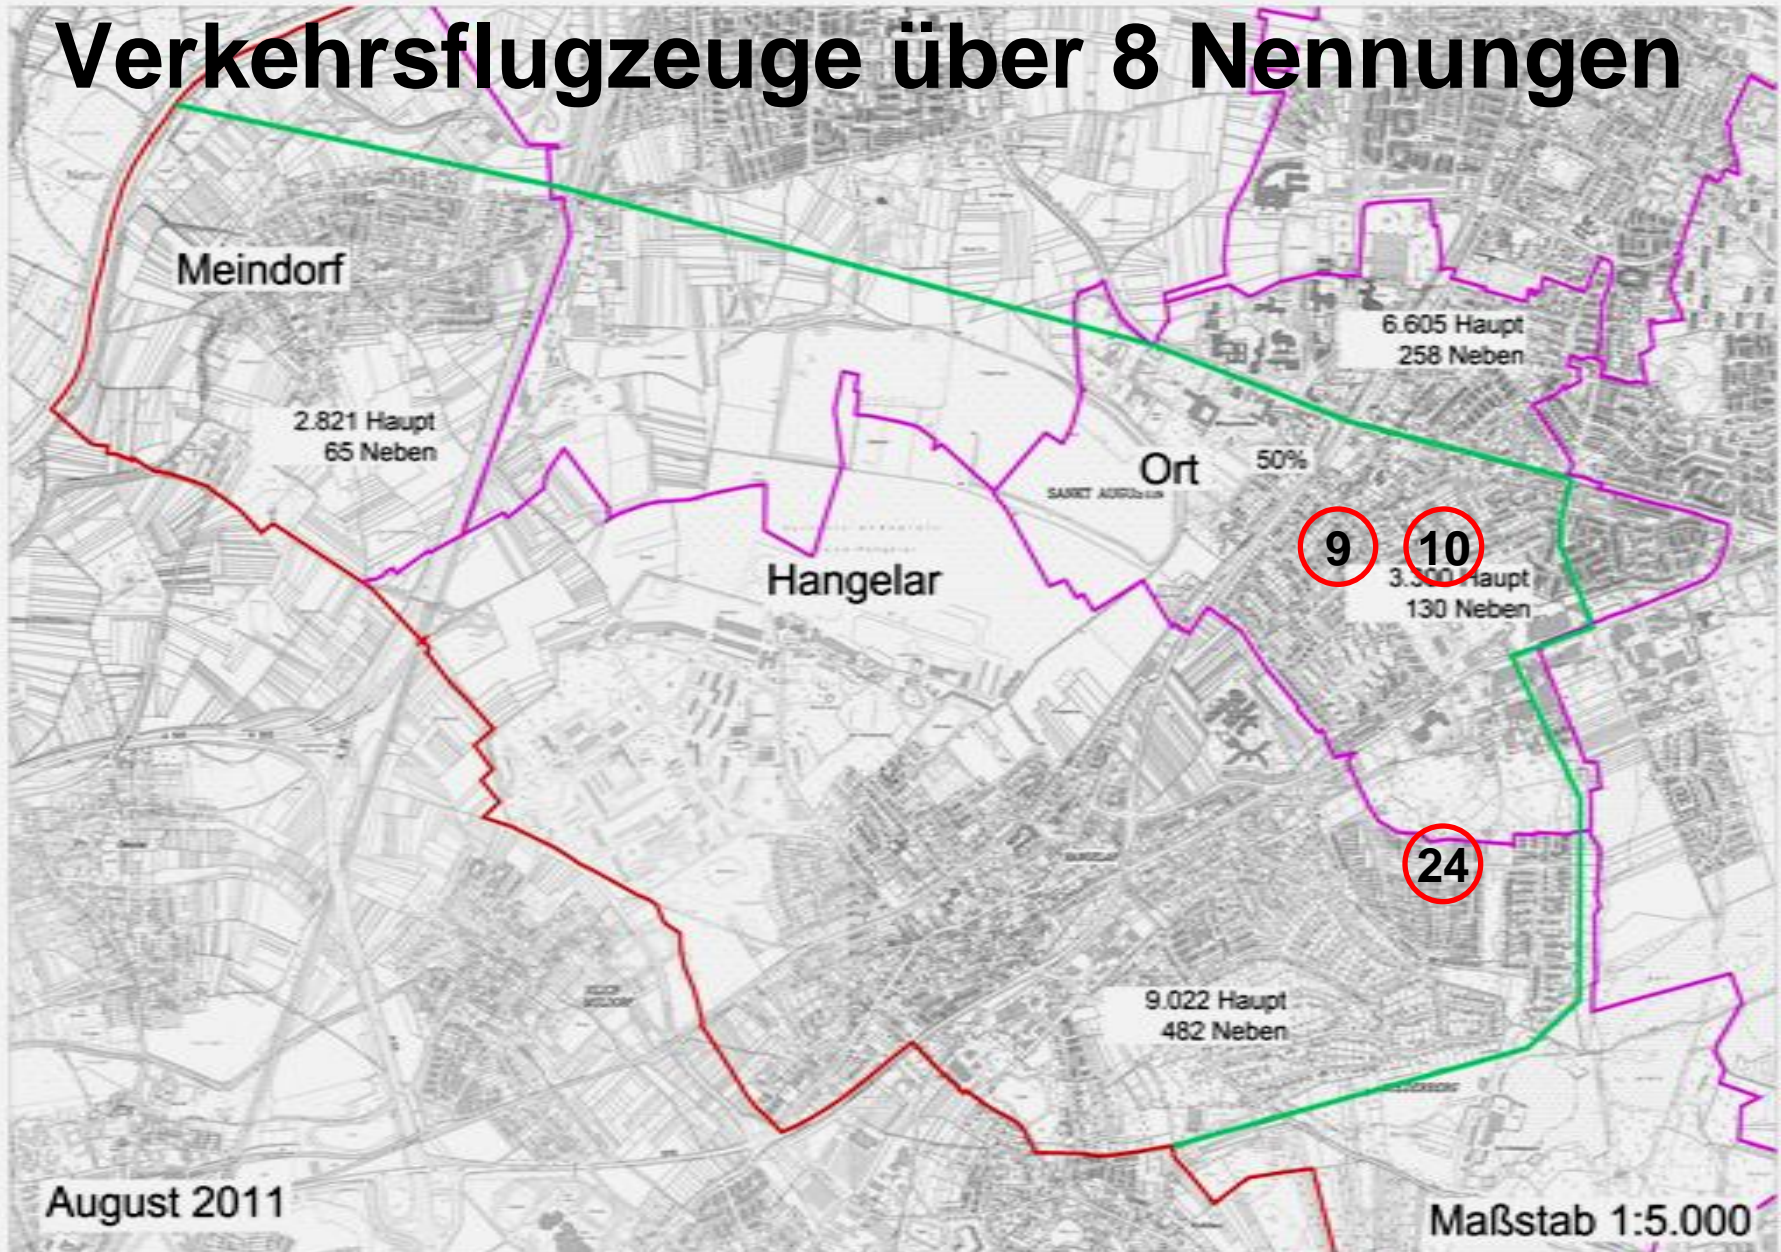 Verkehrsflugzeuge über 8 Nennungen
Meindorf
6.605 Haupt
258 Neben
2.821 Haupt
65 Neben
Ort
50%
9
10
Hangelar
130 Neben
24
HANGELAR
9.022 Haupt
482 Neben
August 2011
Maßstab 1:5.000